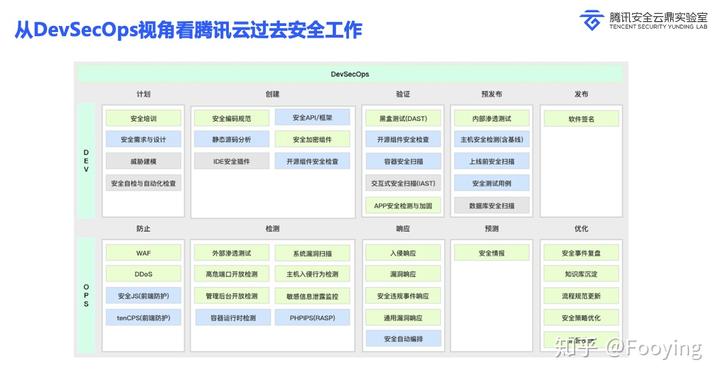 从DevSecOps视角看腾讯云过去安全工作
腾讯安全云鼎实验室
TENCENT SECURITY YUNDING LAB
DevSecOps
计划 创建 验证 预发布 发布
DEV
安全培训
安全需求与设计
威胁建模
安全自检与自动化检查
安全编码规范 安全API/框架
静态源码分析 安全加密组件
IDE安全插件 开源组件安全检查
黑盒测试(DAST)
开源组件安全检查
容器安全扫描
交互式安全扫描(IAST)
APP安全检测与加固
内部渗透测试
主机安全检测(含基线)
上线前安全扫描
安全测试用例
数据库安全扫描
软件签名
防止 检测 响应 预测 优化
OPS
WAF
DDoS
安全JS(前端防护)
tenCPS(前端防护)
外部渗透测试 系统漏洞扫描
高危端口开放检测 主机入侵行为检测
管理后台开放检测 敏感信息泄露监控
容器运行时检测 PHPIPS(RASP)
入侵响应
漏洞响应
安全违规事件响应
通用漏洞响应
安全自动编排
安全情报
安全事件复盘
知识库沉淀
流程规范更新
安全策略优化
知乎 @Fooying